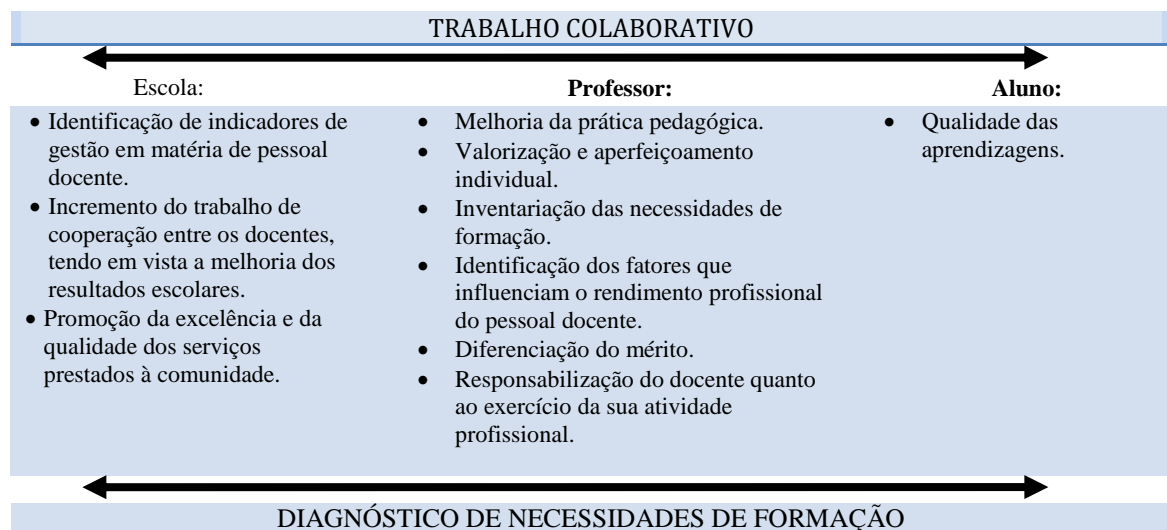 TRABALHO COLABORATIVO
Escola:
• Identificação de indicadores de
gestão em matéria de pessoal
docente.
• Incremento do trabalho de
cooperação entre os docentes,
tendo em vista a melhoria dos
resultados escolares.
• Promoção da excelência e da
qualidade dos serviços
prestados à comunidade.
Professor:
• Melhoria da prática pedagógica.
• Valorização e aperfeiçoamento
individual.
• Inventariação das necessidades de
formação.
• Identificação dos fatores que
influenciam o rendimento profissional
do pessoal docente.
• Diferenciação do mérito.
• Responsabilização do docente quanto
ao exercício da sua atividade
profissional.
Aluno:
• Qualidade das
aprendizagens.
DIAGNÓSTICO DE NECESSIDADES DE FORMAÇÃO